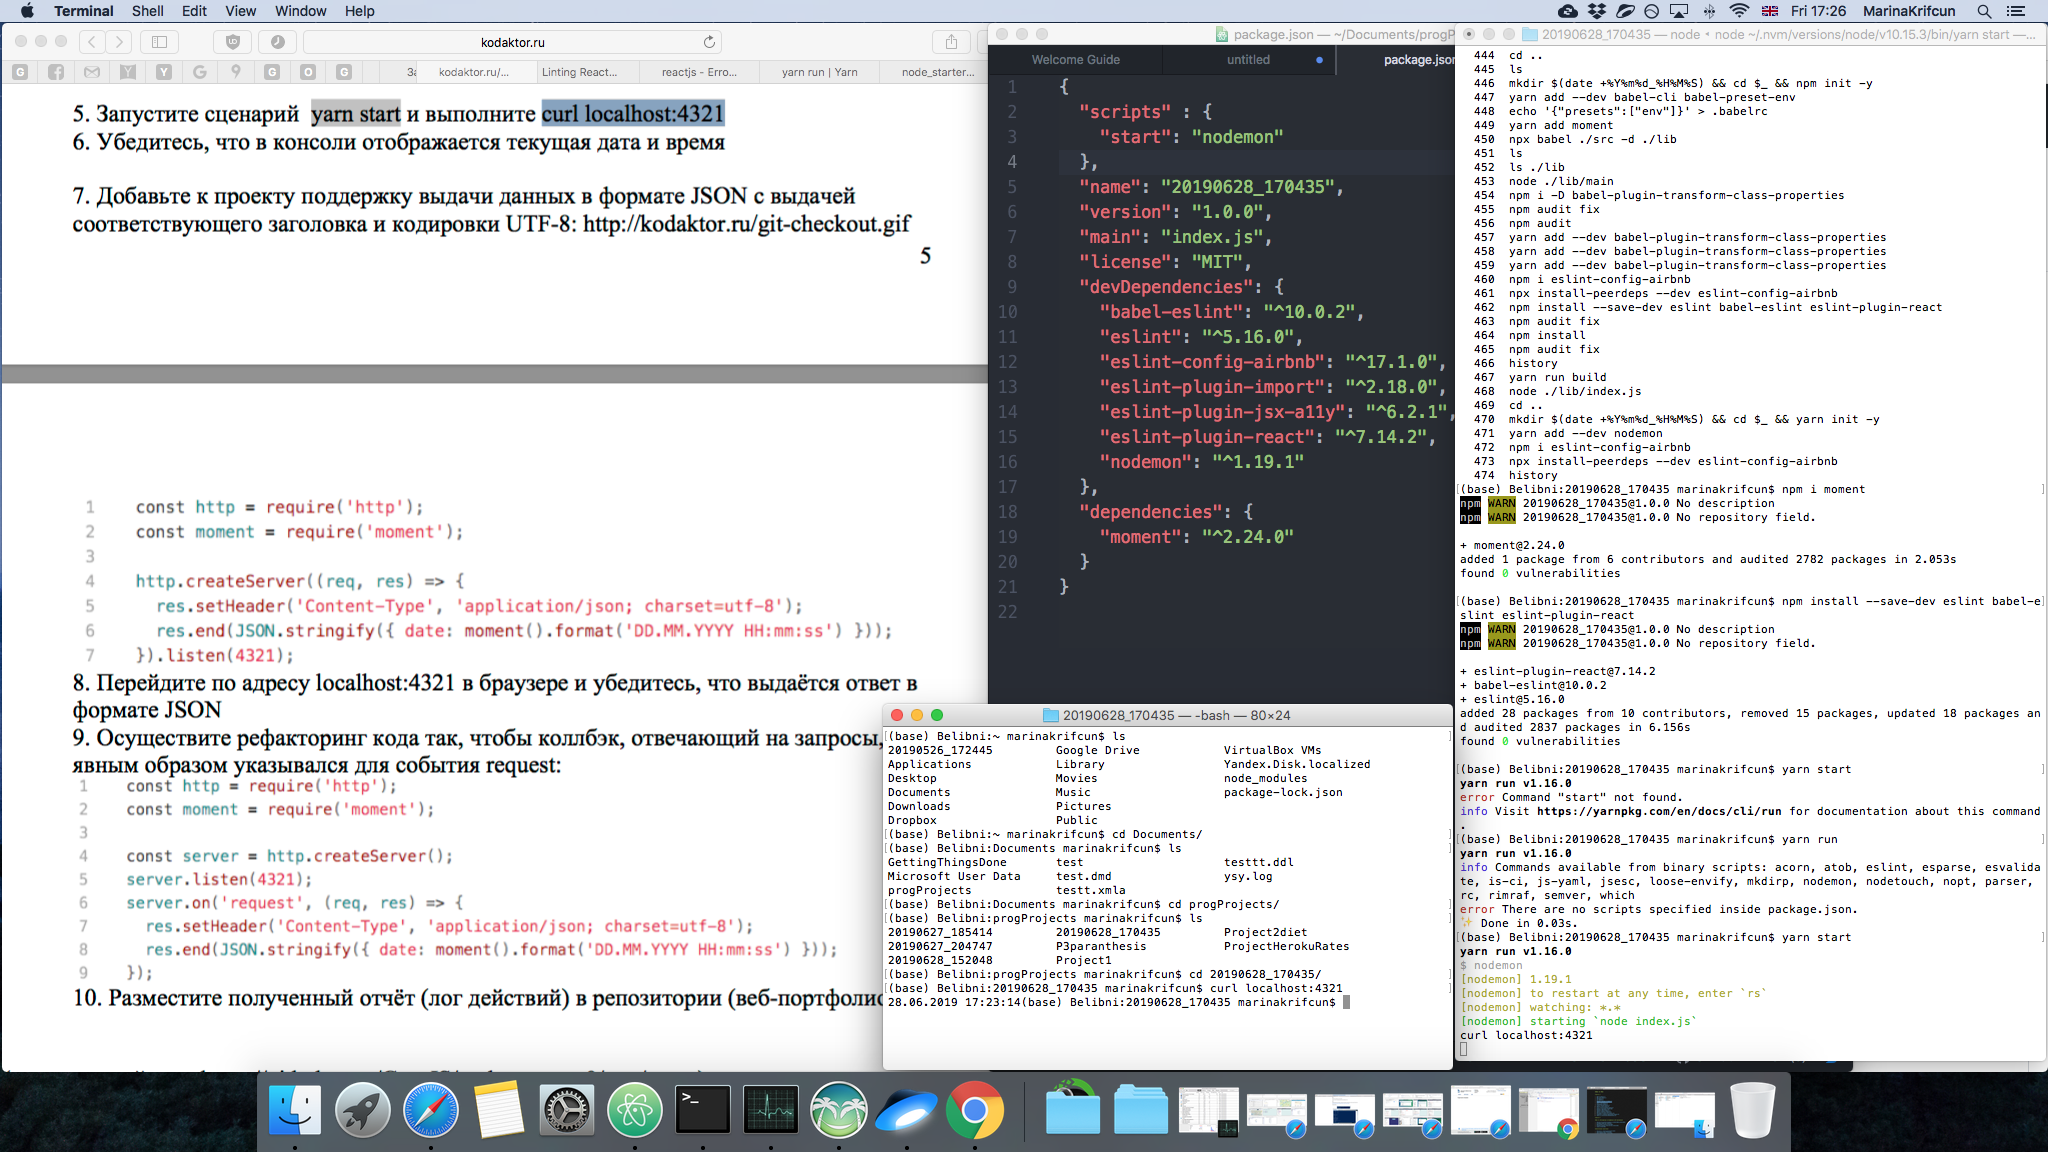 Terminal Shell Edit View Window Help
Fri 17:26 MarinaKrifcun
kodaktor.ru
kodaktor.ru/...
Linting React...
reactjs - Erro...
yarn run | Yarn
node_starter...
5. Запустите сценарий yarn start и выполните curl localhost:4321
6. Убедитесь, что в консоли отображается текущая дата и время
7. Добавьте к проекту поддержку выдачи данных в формате JSON с выдачей
соответствующего заголовка и кодировки UTF-8: http://kodaktor.ru/git-checkout.gif
5
1 const http = require('http');
2 const moment = require('moment');
3
4 http.createServer((req, res) => {
5 res.setHeader('Content-Type', 'application/json; charset=utf-8');
6 res.end(JSON.stringify({ date: moment().format('DD.MM.YYYY HH:mm:ss') }));
7 }).listen(4321);
8. Перейдите по адресу localhost:4321 в браузере и убедитесь, что выдаётся ответ в
формате JSON
9. Осуществите рефакторинг кода так, чтобы коллбэк, отвечающий на запросы,
явным образом указывался для события request:
1 const http = require('http');
2 const moment = require('moment');
3
4 const server = http.createServer();
5 server.listen(4321);
6 server.on('request', (req, res) => {
7 res.setHeader('Content-Type', 'application/json; charset=utf-8');
8 res.end(JSON.stringify({ date: moment().format('DD.MM.YYYY HH:mm:ss') }));
9 });
10. Разместите полученный отчёт (лог действий) в репозитории (веб-портфолио
package.json — ~/Documents/progP
Welcome Guide
untitled
package.json
1 {
2 "scripts" : {
3 "start": "nodemon"
4 },
5 "name": "20190628_170435",
6 "version": "1.0.0",
7 "main": "index.js",
8 "license": "MIT",
9 "devDependencies": {
10 "babel-eslint": "^10.0.2",
11 "eslint": "^5.16.0",
12 "eslint-config-airbnb": "^17.1.0",
13 "eslint-plugin-import": "^2.18.0",
14 "eslint-plugin-jsx-a11y": "^6.2.1",
15 "eslint-plugin-react": "^7.14.2",
16 "nodemon": "^1.19.1"
17 },
18 "dependencies": {
19 "moment": "^2.24.0"
20 }
21 }
22
20190628_170435 — -bash — 80×24
(base) Belibni:~ marinakrifcun$ ls
20190526_172445 Google Drive VirtualBox VMs
Applications Library Yandex.Disk.localized
Desktop Movies node_modules
Documents Music package-lock.json
Downloads Pictures
Dropbox Public
(base) Belibni:~ marinakrifcun$ cd Documents/
(base) Belibni:Documents marinakrifcun$ ls
GettingThingsDone test testtt.ddl
Microsoft User Data test.dmd ysy.log
progProjects testt.xmla
(base) Belibni:Documents marinakrifcun$ cd progProjects/
(base) Belibni:progProjects marinakrifcun$ ls
20190627_185414 20190628_170435 Project2diet
20190627_204747 P3paranthesis ProjectHerokuRates
20190628_152048 Project1
(base) Belibni:progProjects marinakrifcun$ cd 20190628_170435/
(base) Belibni:20190628_170435 marinakrifcun$ curl localhost:4321
28.06.2019 17:23:14(base) Belibni:20190628_170435 marinakrifcun$
20190628_170435 — node • node ~/.nvm/versions/node/v10.15.3/bin/yarn start —...
444 cd ..
445 ls
446 mkdir $(date +%Y%m%d_%H%M%S) && cd $_ && npm init -y
447 yarn add --dev babel-cli babel-preset-env
448 echo '{"presets":["env"]}' > .babelrc
449 yarn add moment
450 npx babel ./src -d ./lib
451 ls
452 ls ./lib
453 node ./lib/main
454 npm i -D babel-plugin-transform-class-properties
455 npm audit fix
456 npm audit
457 yarn add --dev babel-plugin-transform-class-properties
458 yarn add --dev babel-plugin-transform-class-properties
459 yarn add --dev babel-plugin-transform-class-properties
460 npm i eslint-config-airbnb
461 npx install-peerdeps --dev eslint-config-airbnb
462 npm install --save-dev eslint babel-eslint eslint-plugin-react
463 npm audit fix
464 npm install
465 npm audit fix
466 history
467 yarn run build
468 node ./lib/index.js
469 cd ..
470 mkdir $(date +%Y%m%d_%H%M%S) && cd $_ && yarn init -y
471 yarn add --dev nodemon
472 npm i eslint-config-airbnb
473 npx install-peerdeps --dev eslint-config-airbnb
474 history
(base) Belibni:20190628_170435 marinakrifcun$ npm i moment
npm WARN 20190628_170435@1.0.0 No description
npm WARN 20190628_170435@1.0.0 No repository field.
+ moment@2.24.0
added 1 package from 6 contributors and audited 2782 packages in 2.053s
found 0 vulnerabilities
(base) Belibni:20190628_170435 marinakrifcun$ npm install --save-dev eslint babel-e
slint eslint-plugin-react
npm WARN 20190628_170435@1.0.0 No description
npm WARN 20190628_170435@1.0.0 No repository field.
+ eslint-plugin-react@7.14.2
+ babel-eslint@10.0.2
+ eslint@5.16.0
added 28 packages from 10 contributors, removed 15 packages, updated 18 packages an
d audited 2837 packages in 6.156s
found 0 vulnerabilities
(base) Belibni:20190628_170435 marinakrifcun$ yarn start
yarn run v1.16.0
error Command "start" not found.
info Visit https://yarnpkg.com/en/docs/cli/run for documentation about this command
.
(base) Belibni:20190628_170435 marinakrifcun$ yarn run
yarn run v1.16.0
info Commands available from binary scripts: acorn, atob, eslint, esparse, esvalida
te, is-ci, js-yaml, jsesc, loose-envify, mkdirp, nodemon, nodetouch, nopt, parser,
rc, rimraf, semver, which
error There are no scripts specified inside package.json.
✨ Done in 0.03s.
(base) Belibni:20190628_170435 marinakrifcun$ yarn start
yarn run v1.16.0
$ nodemon
[nodemon] 1.19.1
[nodemon] to restart at any time, enter `rs`
[nodemon] watching: *.*
[nodemon] starting `node index.js`
curl localhost:4321